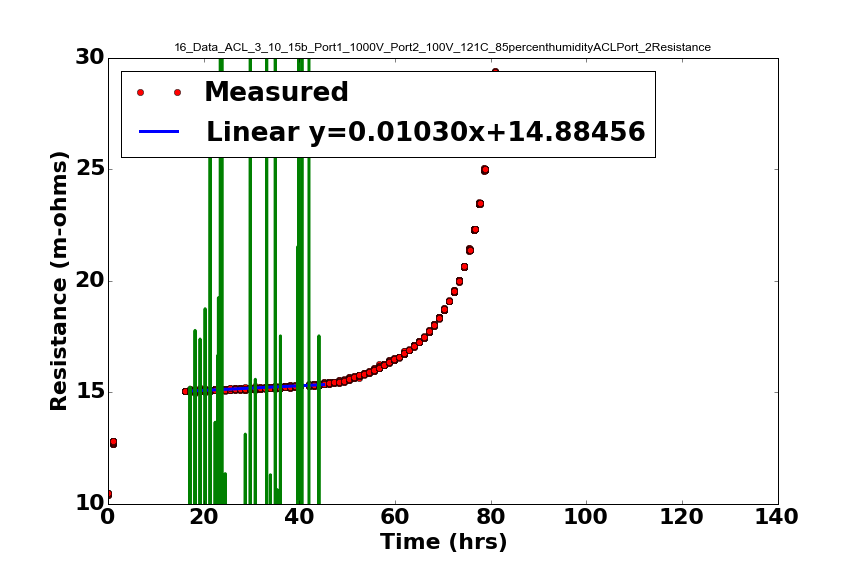 16_Data_ACL_3_10_15b_Port1_1000V_Port2_100V_121C_85percenthumidityACLPort_2Resistance
30
Measured
Linear y=0.01030x+14.88456
25
20
15
10
Resistance (m-ohms)
0 20 40 60 80 100 120 140
Time (hrs)